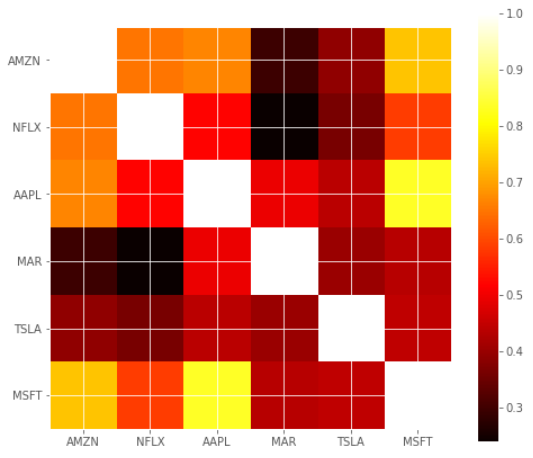 AMZN
NFLX
AAPL
MAR
TSLA
MSFT
AMZN NFLX AAPL MAR TSLA MSFT
1.0
0.9
0.8
0.7
0.6
0.5
0.4
0.3